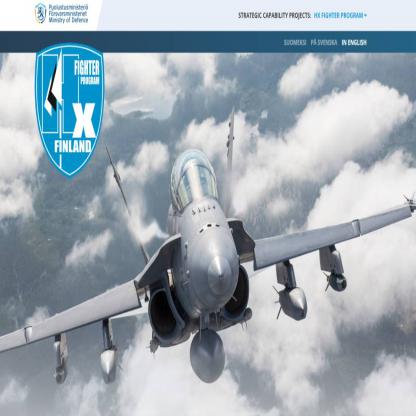 Puolustusministeriö
Försvarsministeriet
Ministry of Defence
STRATEGIC CAPABILITY PROJECTS: HX FIGHTER PROGRAM
SUOMEKSI PÅ SVENSKA IN ENGLISH
FIGHTER
PROGRAM
X
FINLAND